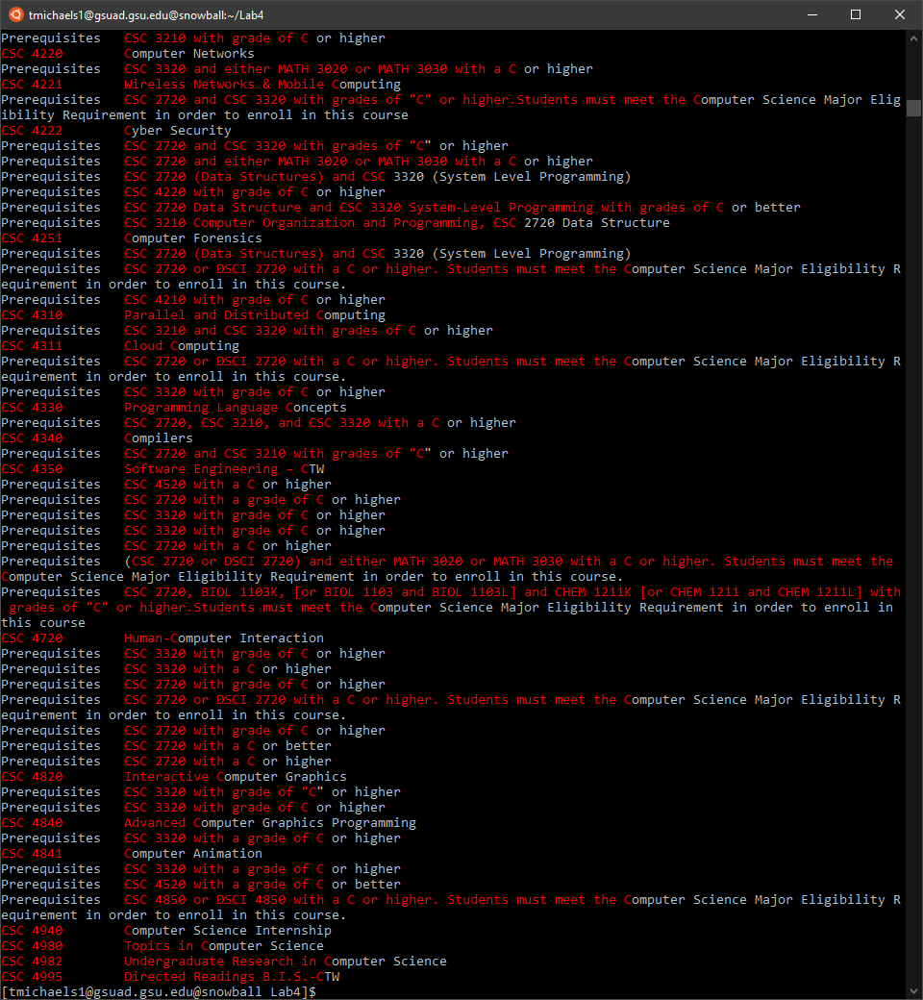 tmichaels1@gsuad.gsu.edu@snowball:~/Lab4
Prerequisites   CSC 3210 with grade of C or higher
CSC 4220        Computer Networks
Prerequisites   CSC 3320 and either MATH 3020 or MATH 3030 with a C or higher
CSC 4221        Wireless Networks & Mobile Computing
Prerequisites   CSC 2720 and CSC 3320 with grades of "C" or higher.Students must meet the Computer Science Major Elig
ibility Requirement in order to enroll in this course
CSC 4222        Cyber Security
Prerequisites   CSC 2720 and CSC 3320 with grades of "C" or higher
Prerequisites   CSC 2720 and either MATH 3020 or MATH 3030 with a C or higher
Prerequisites   CSC 2720 (Data Structures) and CSC 3320 (System Level Programming)
Prerequisites   CSC 4220 with grade of C or higher
Prerequisites   CSC 2720 Data Structure and CSC 3320 System-Level Programming with grades of C or better
Prerequisites   CSC 3210 Computer Organization and Programming, CSC 2720 Data Structure
CSC 4251        Computer Forensics
Prerequisites   CSC 2720 (Data Structures) and CSC 3320 (System Level Programming)
Prerequisites   CSC 2720 or DSCI 2720 with a C or higher. Students must meet the Computer Science Major Eligibility R
equirement in order to enroll in this course.
Prerequisites   CSC 4210 with grade of C or higher
CSC 4310        Parallel and Distributed Computing
Prerequisites   CSC 3210 and CSC 3320 with grades of C or higher
CSC 4311        Cloud Computing
Prerequisites   CSC 2720 or DSCI 2720 with a C or higher. Students must meet the Computer Science Major Eligibility R
equirement in order to enroll in this course.
Prerequisites   CSC 3320 with grade of C or higher
CSC 4330        Programming Language Concepts
Prerequisites   CSC 2720, CSC 3210, and CSC 3320 with a C or higher
CSC 4340        Compilers
Prerequisites   CSC 2720 and CSC 3210 with grades of "C" or higher
CSC 4350        Software Engineering – CTW
Prerequisites   CSC 4520 with a C or higher
Prerequisites   CSC 2720 with a grade of C or higher
Prerequisites   CSC 3320 with grade of C or higher
Prerequisites   CSC 3320 with grade of C or higher
Prerequisites   CSC 2720 with a C or higher
Prerequisites   (CSC 2720 or DSCI 2720) and either MATH 3020 or MATH 3030 with a C or higher. Students must meet the
Computer Science Major Eligibility Requirement in order to enroll in this course.
Prerequisites   CSC 2720, BIOL 1103K, [or BIOL 1103 and BIOL 1103L] and CHEM 1211K [or CHEM 1211 and CHEM 1211L] with
 grades of "C" or higher.Students must meet the Computer Science Major Eligibility Requirement in order to enroll in
this course
CSC 4720        Human-Computer Interaction
Prerequisites   CSC 3320 with grade of C or higher
Prerequisites   CSC 3320 with a C or higher
Prerequisites   CSC 2720 with grade of C or higher
Prerequisites   CSC 2720 or DSCI 2720 with a C or higher. Students must meet the Computer Science Major Eligibility R
equirement in order to enroll in this course.
Prerequisites   CSC 2720 with grade of C or higher
Prerequisites   CSC 2720 with a C or better
Prerequisites   CSC 2720 with a C or higher
CSC 4820        Interactive Computer Graphics
Prerequisites   CSC 3320 with grade of "C" or higher
Prerequisites   CSC 3320 with grade of C or higher
CSC 4840        Advanced Computer Graphics Programming
Prerequisites   CSC 3320 with a grade of C or higher
CSC 4841        Computer Animation
Prerequisites   CSC 3320 with a grade of C or higher
Prerequisites   CSC 4520 with a grade of C or better
Prerequisites   CSC 4850 or DSCI 4850 with a C or higher. Students must meet the Computer Science Major Eligibility R
equirement in order to enroll in this course.
CSC 4940        Computer Science Internship
CSC 4980        Topics in Computer Science
CSC 4982        Undergraduate Research in Computer Science
CSC 4995        Directed Readings B.I.S.-CTW
[tmichaels1@gsuad.gsu.edu@snowball Lab4]$